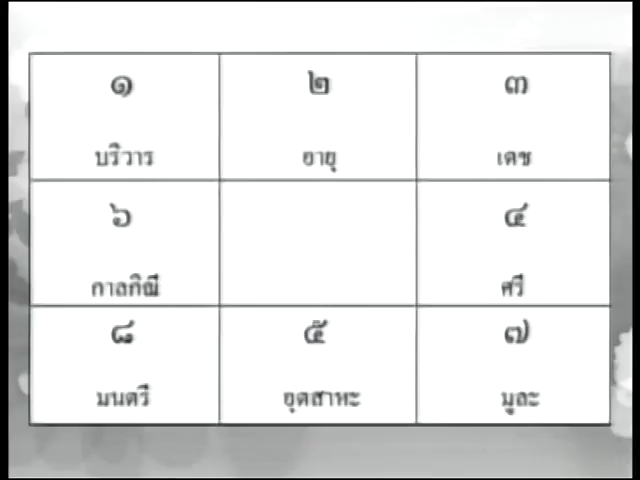 ๑ ๒ ๓
บริวาร อายุ เดช
๖ ๔
กาลกิณี ศรี
๘ ๕ ๗
มนตรี อุตสาหะ มูละ